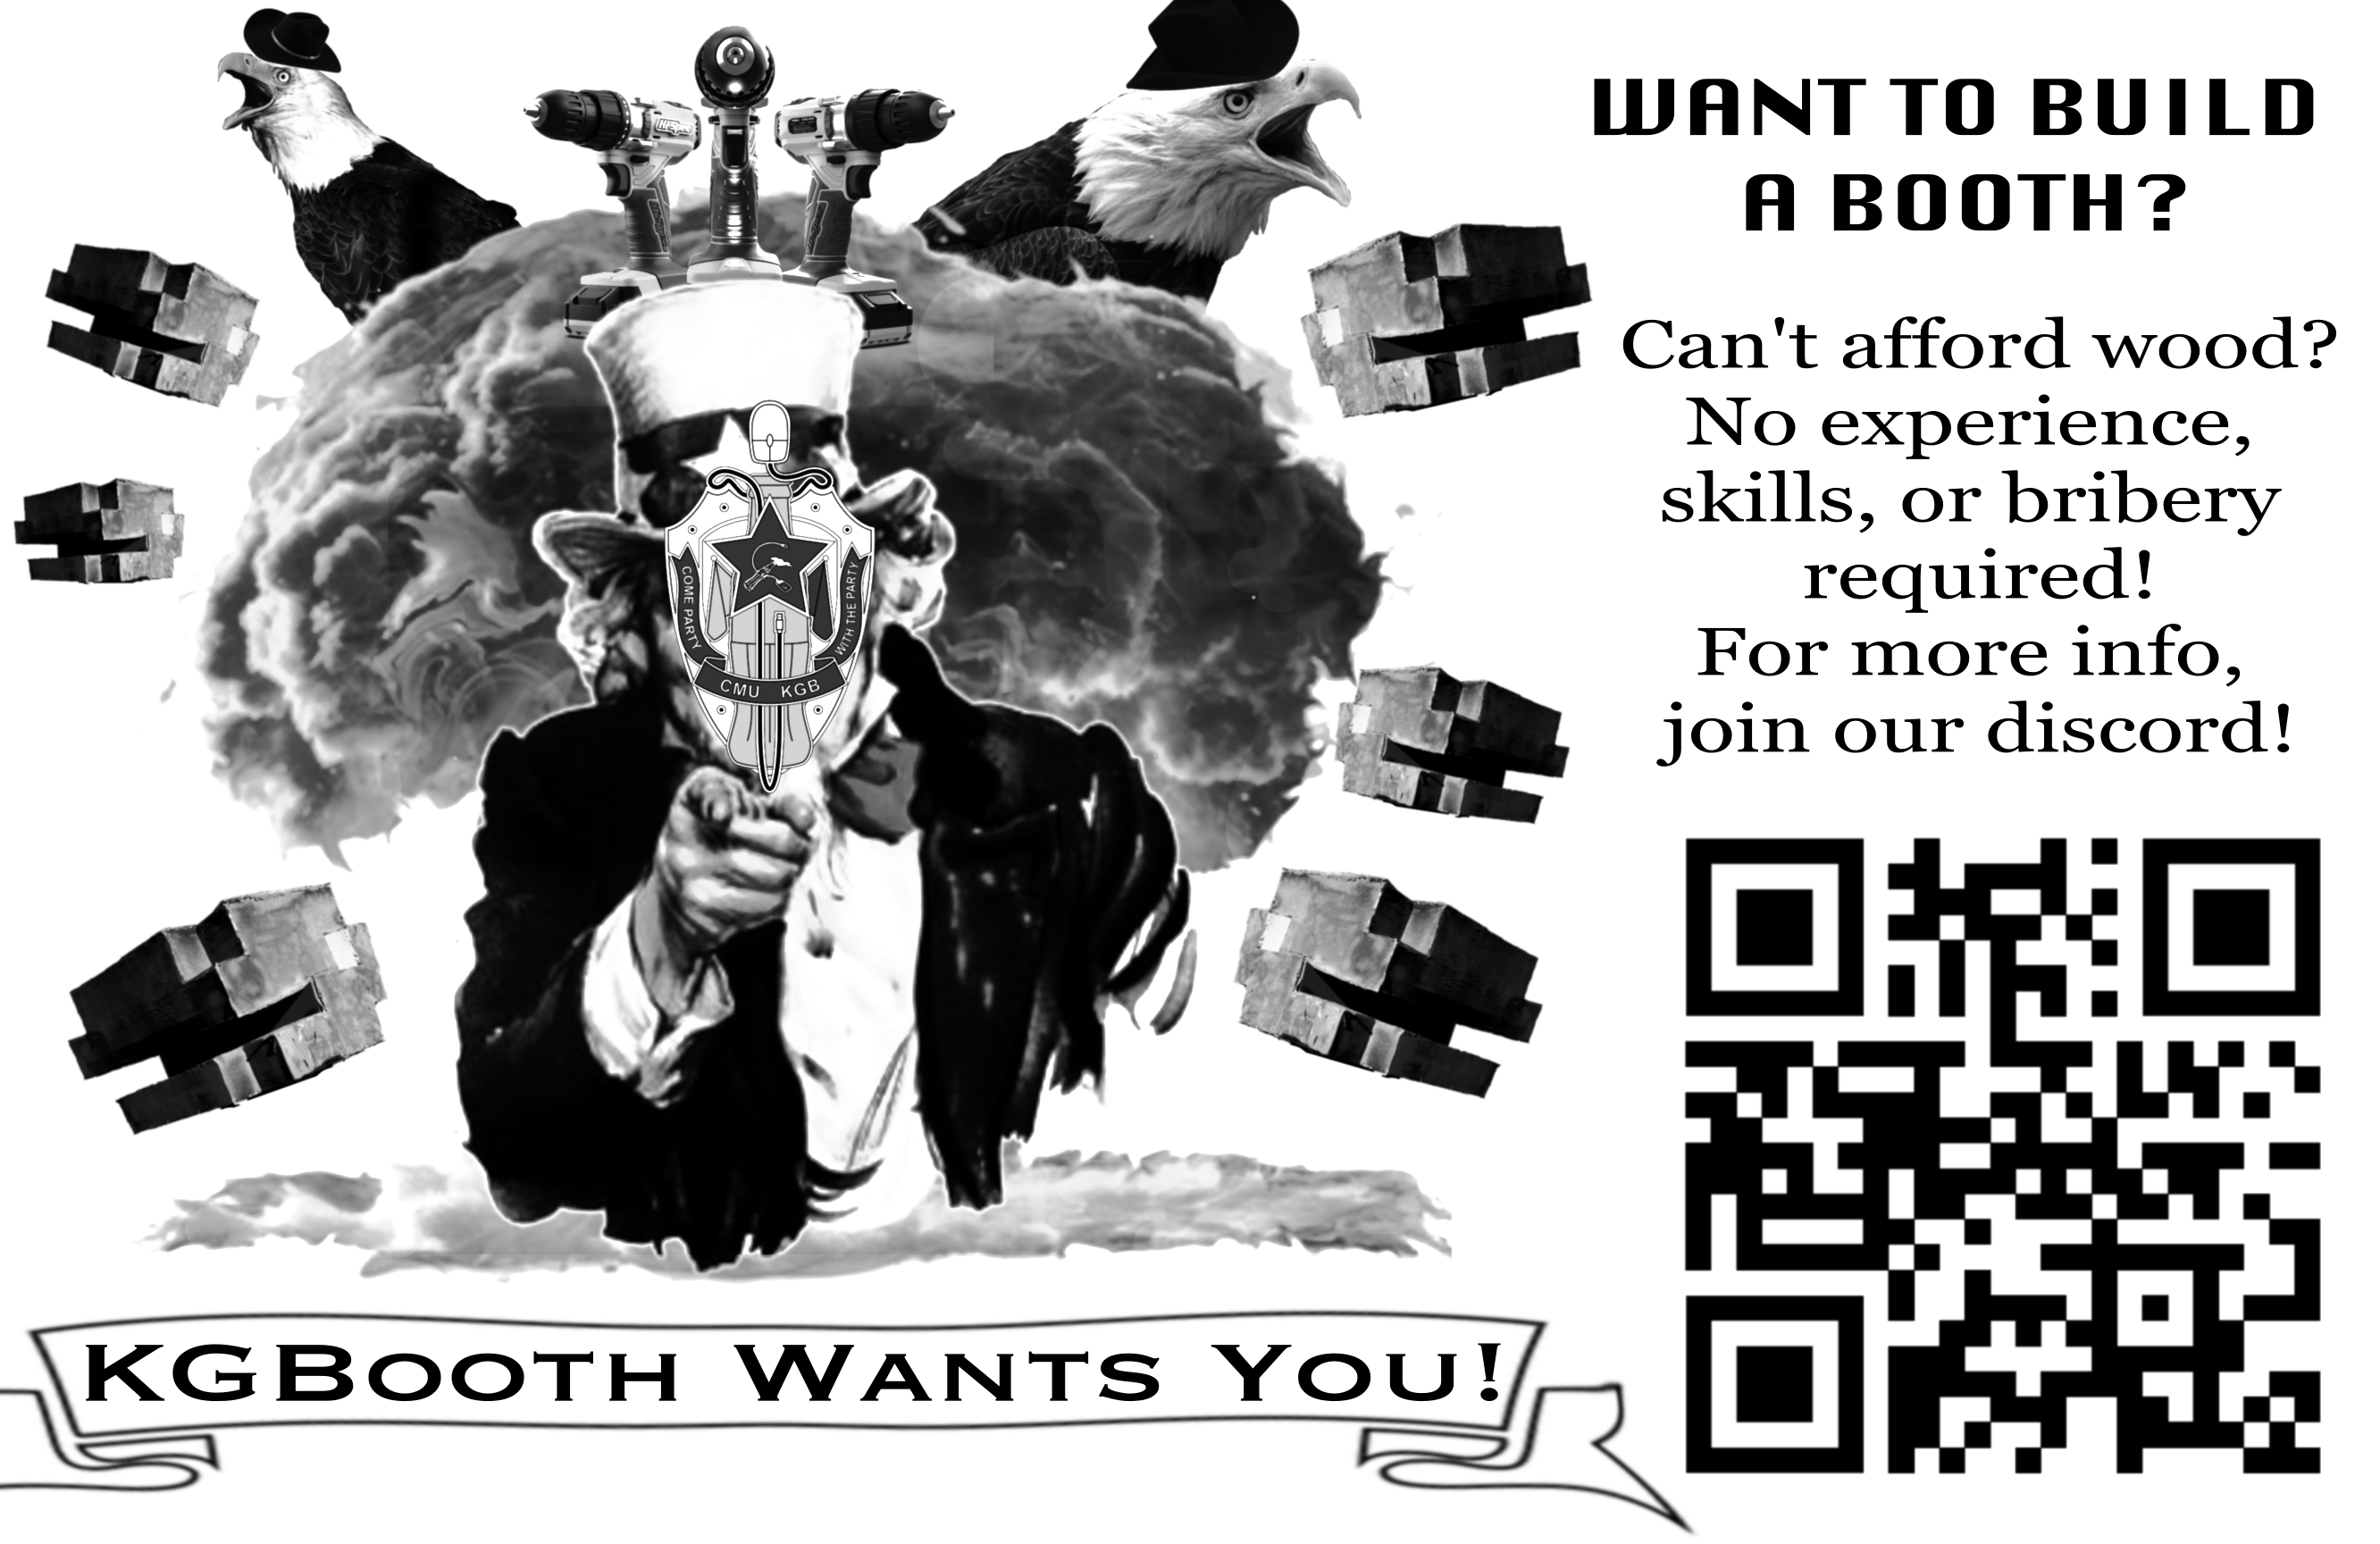 WANT TO BUILD
A BOOTH?
Can't afford wood?
No experience,
skills, or bribery
required!
For more info,
join our discord!
COME PARTY
WITH THE PARTY
CMU KGB
KGBOOTH WANTS YOU!